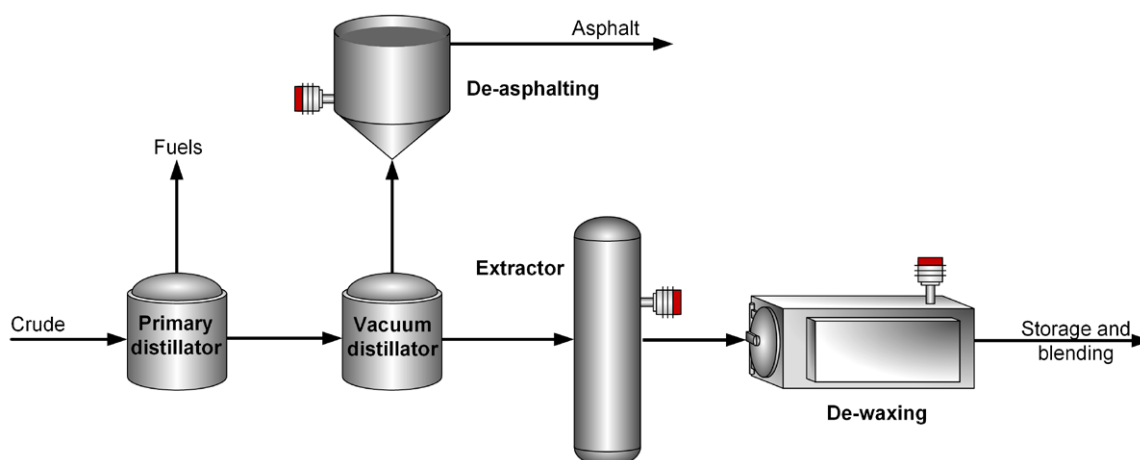 Asphalt
De-asphalting
Fuels
Extractor
Crude
Primary
distillator
Vacuum
distillator
Storage and
blending
De-waxing